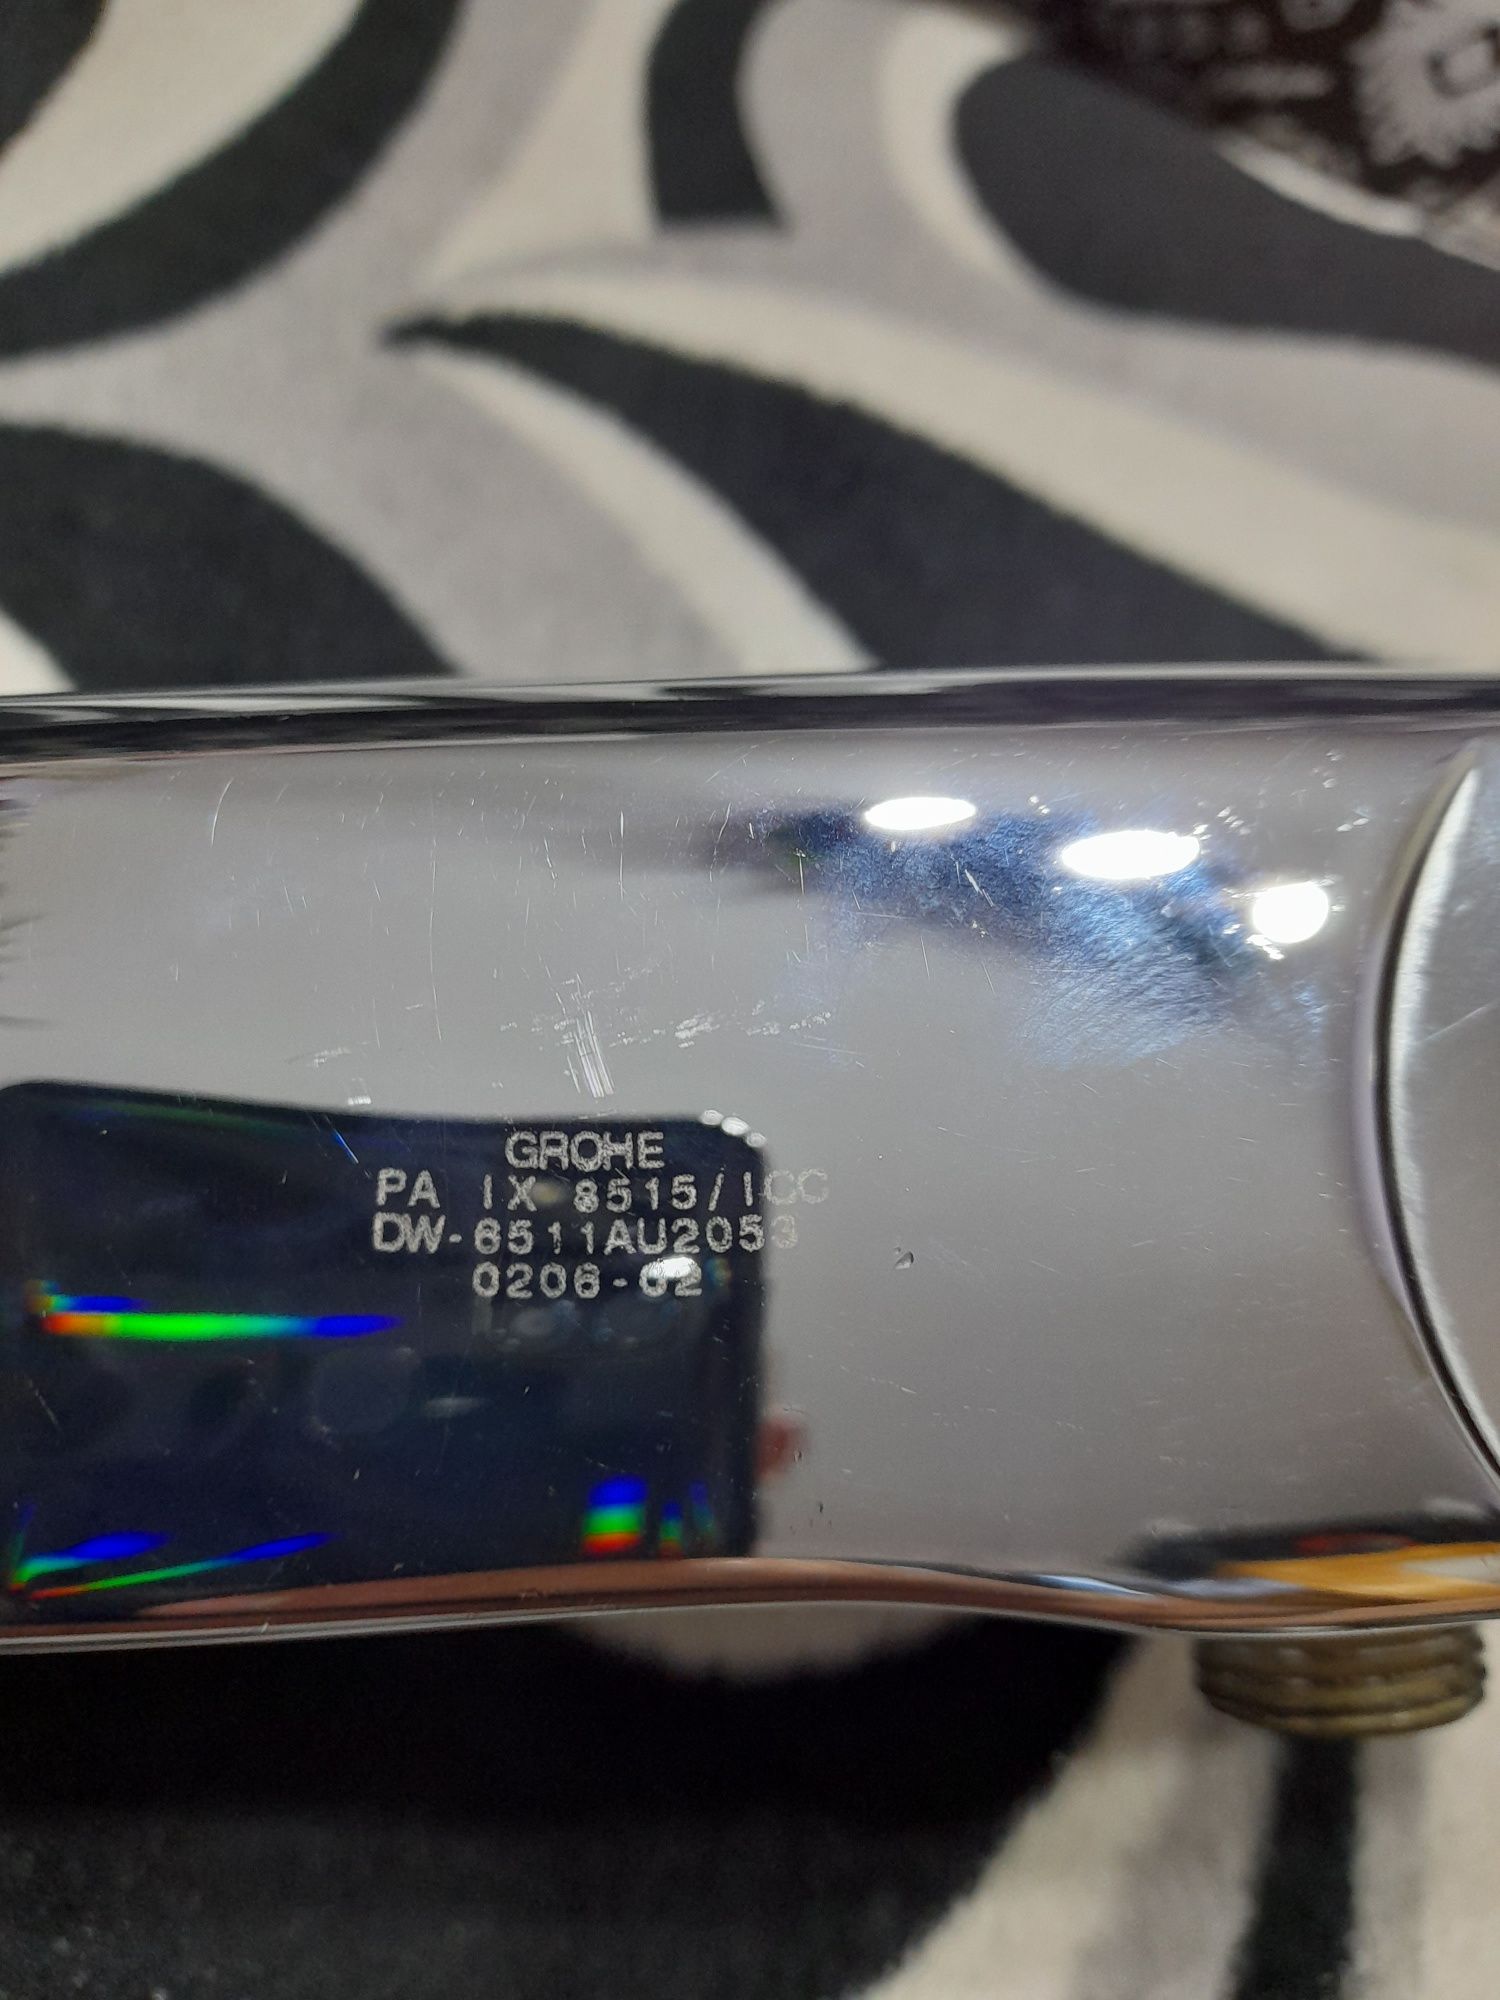 GROHE
PA IX 8515/ICC
DW-6511AU2053
0206-02